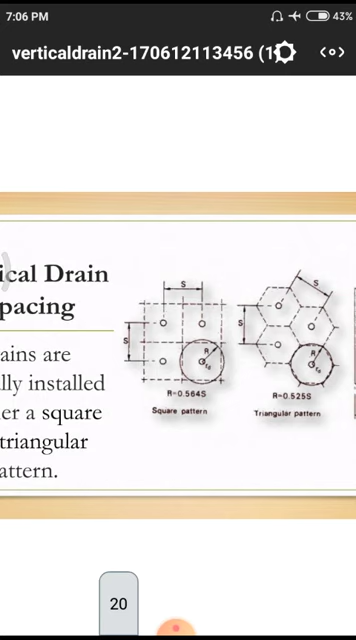 7:06 PM
43%
verticaldrain2-170612113456 (1
ical Drain
pacing
ains are
lly installed
er a square
triangular
attern.
S
S
R
R=0.564S
Square pattern
S
S
R
R=0.525S
Triangular pattern
20